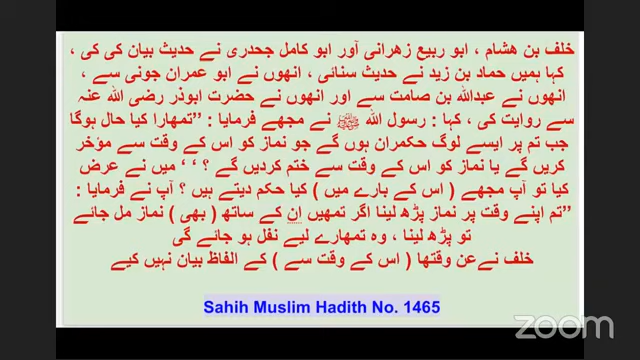 خلف بن ھشام ، ابو ربیع زھرانی اور ابو کامل جحدری نے حدیث بیان کی کی ،
کہا ہمیں حماد بن زید نے حدیث سنائی ، انھوں نے ابو عمران جونی سے ،
انھوں نے عبداللہ بن صامت سے اور انھوں نے حضرت ابوذر رضی اللہ عنہ
سے روایت کی ، کہا : رسول اللہ ﷺ نے مجھے فرمایا : ’’تمھارا کیا حال ہوگا
جب تم پر ایسے لوگ حکمران ہوں گے جو نماز کو اس کے وقت سے مؤخر
کریں گے یا نماز کو اس کے وقت سے ختم کردیں گے ؟ ‘ ‘ میں نے عرض
کیا تو آپ مجھے ( اس کے بارے میں ) کیا حکم دیتے ہیں ؟ آپ نے فرمایا :
’’تم اپنے وقت پر نماز پڑھ لینا اگر تمھیں ان کے ساتھ ( بھی ) نماز مل جائے
تو پڑھ لینا ، وہ تمھارے لیے نفل ہو جائے گی
خلف نےعن وقتھا ( اس کے وقت سے ) کے الفاظ بیان نہیں کیے
Sahih Muslim Hadith No. 1465
zoom